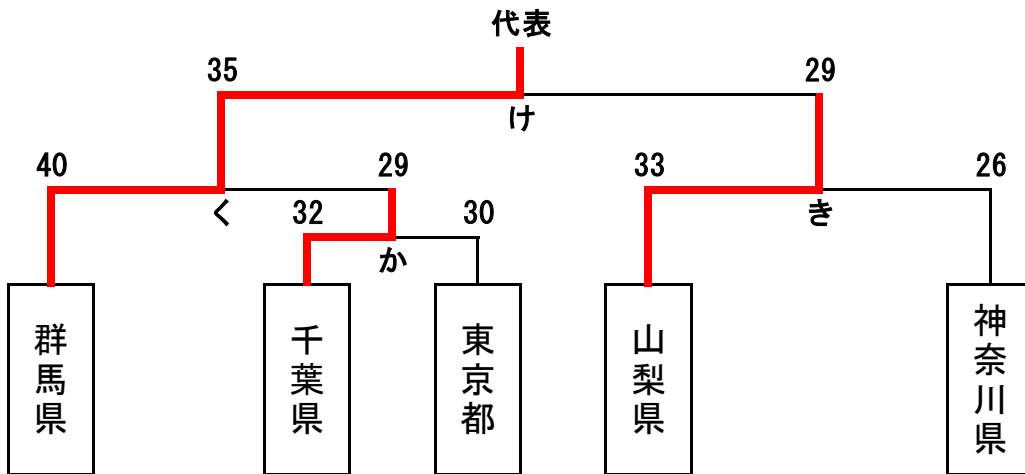 代表
35 29
け
40 29 33 26
く 32 30 き
か
群馬県
千葉県
東京都
山梨県
神奈川県